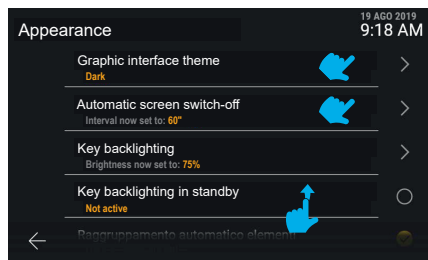 19 AGO 2019
Appearance
9:18 AM
Graphic interface theme
Dark
Automatic screen switch-off
Interval now set to: 60"
Key backlighting
Brightness now set to: 75%
Key backlighting in standby
Not active
Raggruppamento automatico elementi